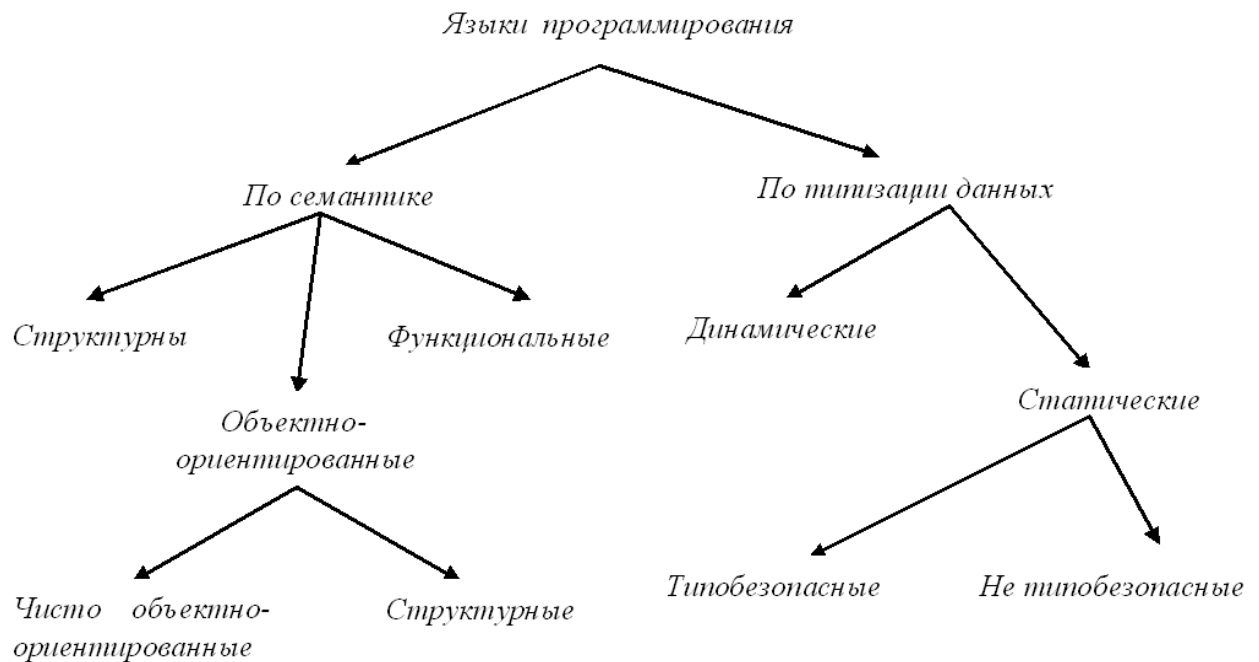 Языки программирования
По семантике
По типизации данных
Структурны
Функциональные
Динамические
Объектно-
ориентированные
Статические
Чисто объектно-
ориентированные
Структурные
Типобезопасные
Не типобезопасные